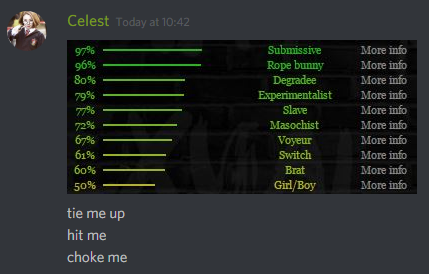 Celest Today at 10:42
97% Submissive More info
96% Rope bunny More info
80% Degradee More info
79% Experimentalist More info
77% Slave More info
72% Masochist More info
67% Voyeur More info
61% Switch More info
60% Brat More info
50% Girl/Boy More info
tie me up
hit me
choke me